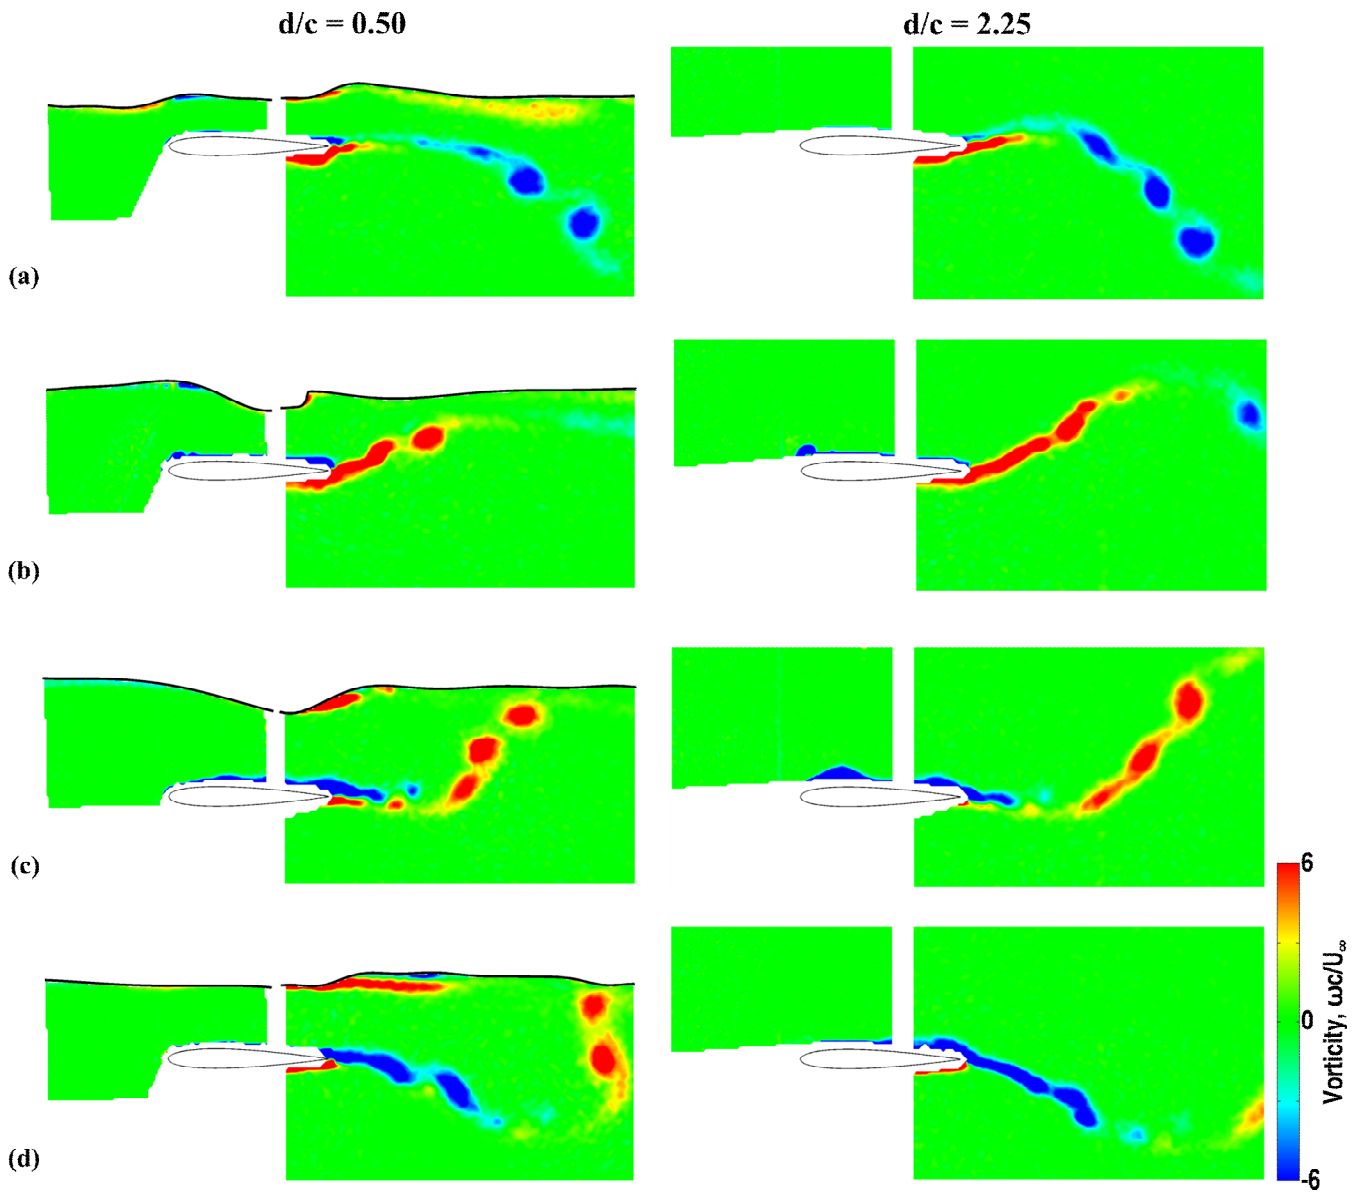 d/c = 0.50
d/c = 2.25
(a)
(b)
(c)
(d)
6
0
-6
Vorticity, ωc/U∞